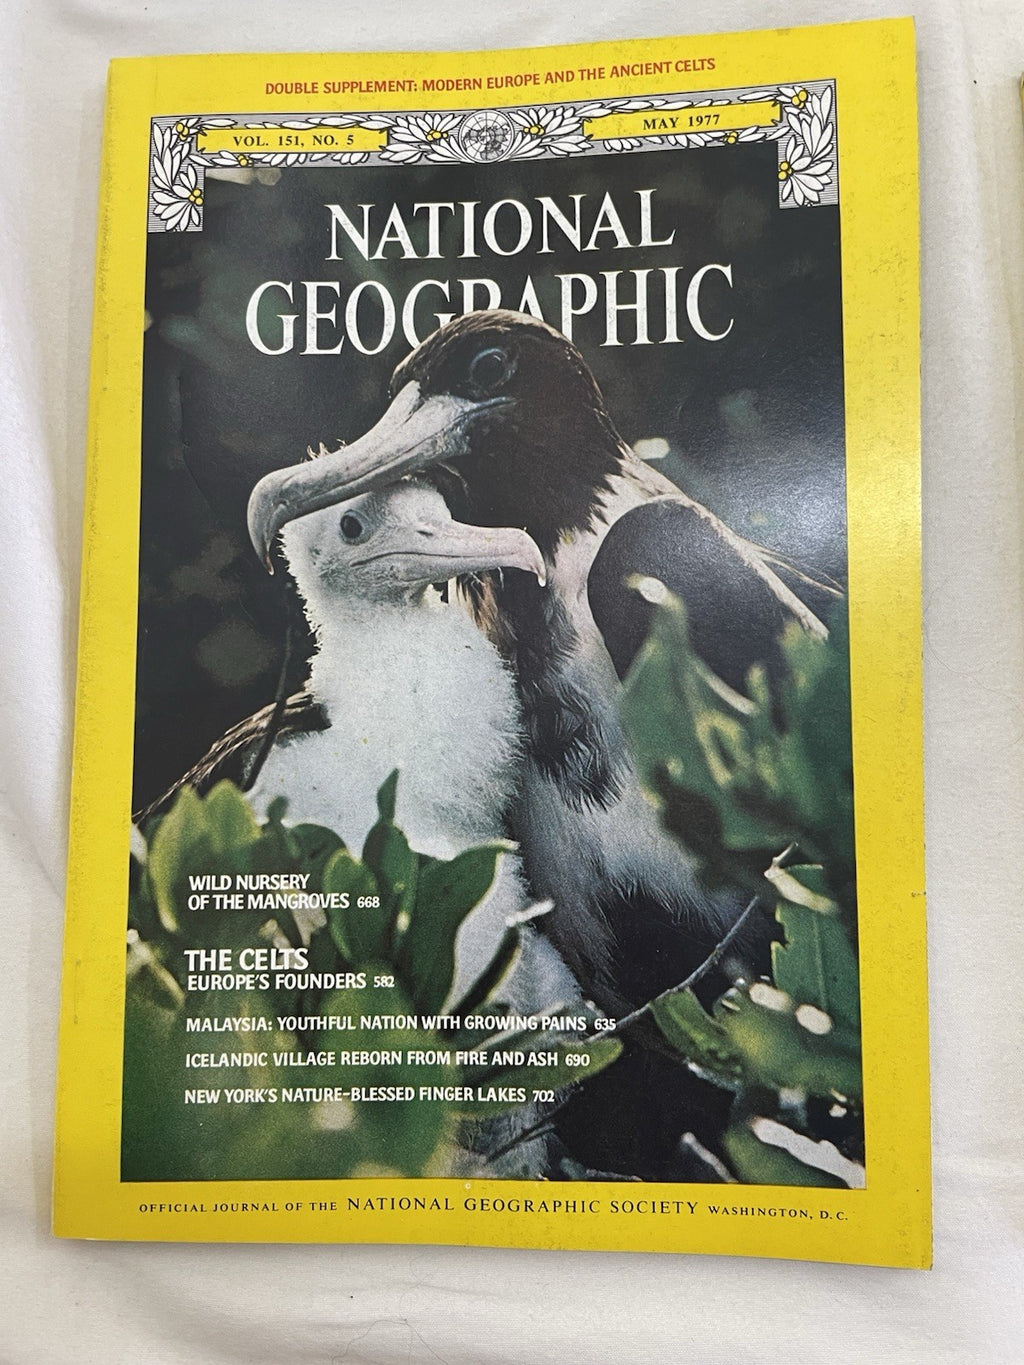 DOUBLE SUPPLEMENT: MODERN EUROPE AND THE ANCIENT CELTS
VOL. 151, NO. 5
MAY 1977
NATIONAL
GEOGRAPHIC
WILD NURSERY
OF THE MANGROVES 668
THE CELTS
EUROPE'S FOUNDERS 582
MALAYSIA: YOUTHFUL NATION WITH GROWING PAINS 635
ICELANDIC VILLAGE REBORN FROM FIRE AND ASH 690
NEW YORK'S NATURE-BLESSED FINGER LAKES 702
OFFICIAL JOURNAL OF THE NATIONAL GEOGRAPHIC SOCIETY WASHINGTON, D.C.